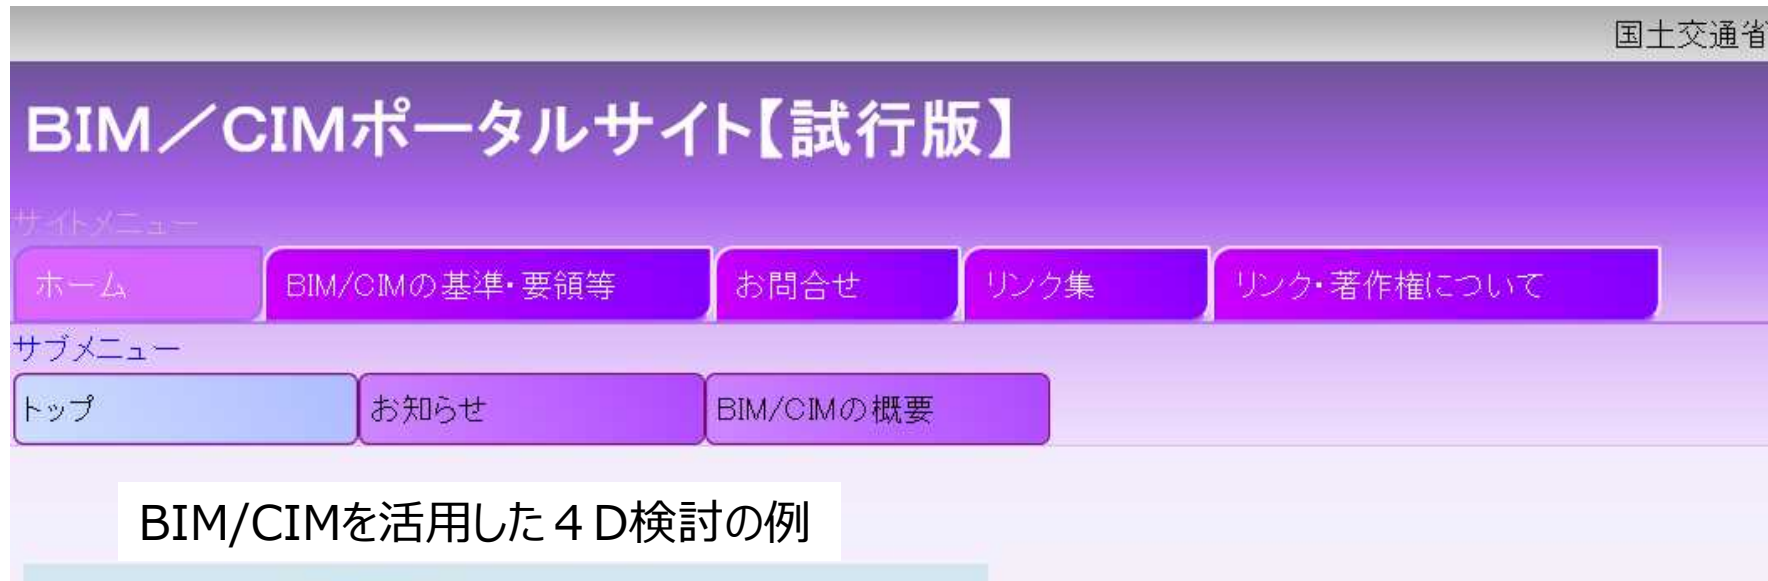 国土交通省
BIM／CIMポータルサイト【試行版】
サイトメニュー
ホーム BIM/CIMの基準・要領等 お問合せ リンク集 リンク・著作権について
サブメニュー
トップ お知らせ BIM/CIMの概要
BIM/CIMを活用した４Ｄ検討の例